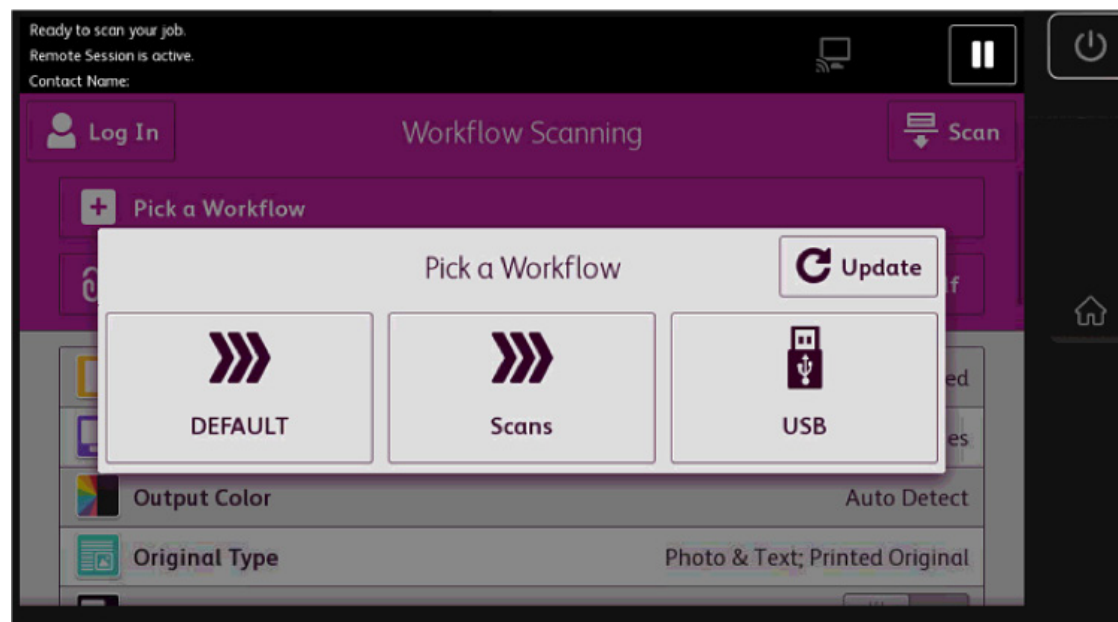 Ready to scan your job.
Remote Session is active.
Contact Name:
Log In
Workflow Scanning
Scan
Pick a Workflow
Pick a Workflow
Update
DEFAULT
Scans
USB
Output Color
Auto Detect
Original Type
Photo & Text; Printed Original